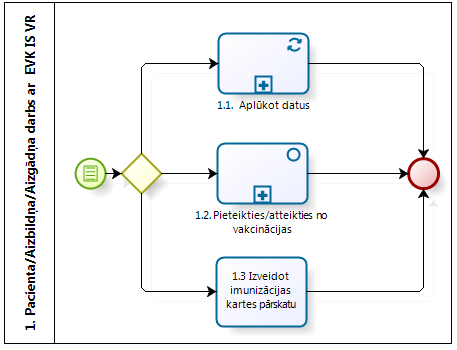 1. Pacienta/Aizbildņa/Aizgādņa darbs ar EVK IS VR
1.1. Aplūkot datus
1.2. Pieteikties/atteikties no
vakcinācijas
1.3 Izveidot
imunizācijas
kartes pārskatu